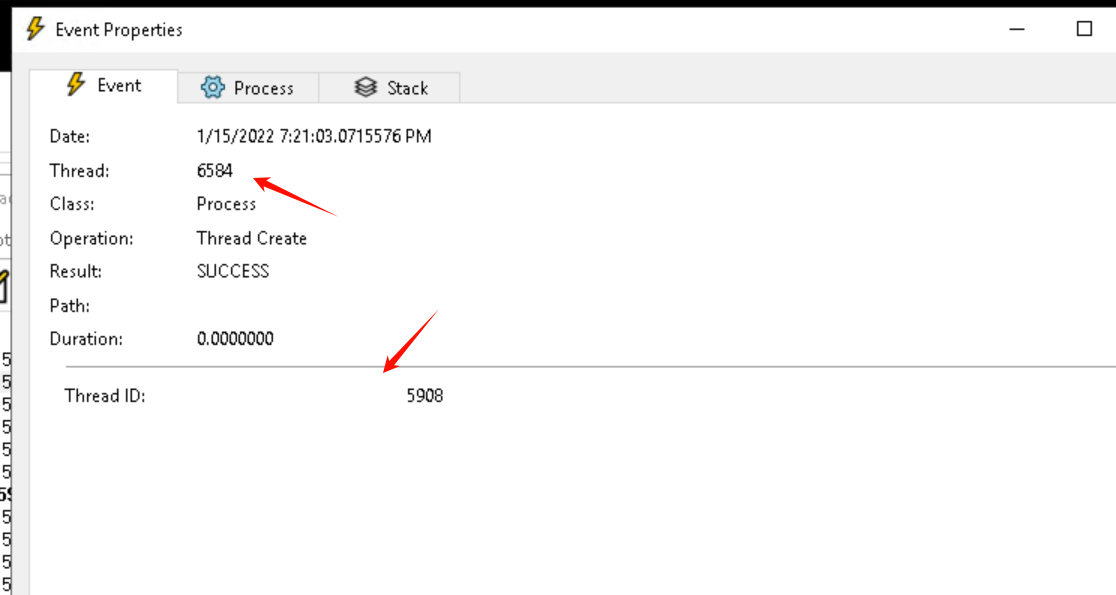 Event Properties
Event Process Stack
Date: 1/15/2022 7:21:03.0715576 PM
Thread: 6584
Class: Process
Operation: Thread Create
Result: SUCCESS
Path:
Duration: 0.0000000
Thread ID: 5908